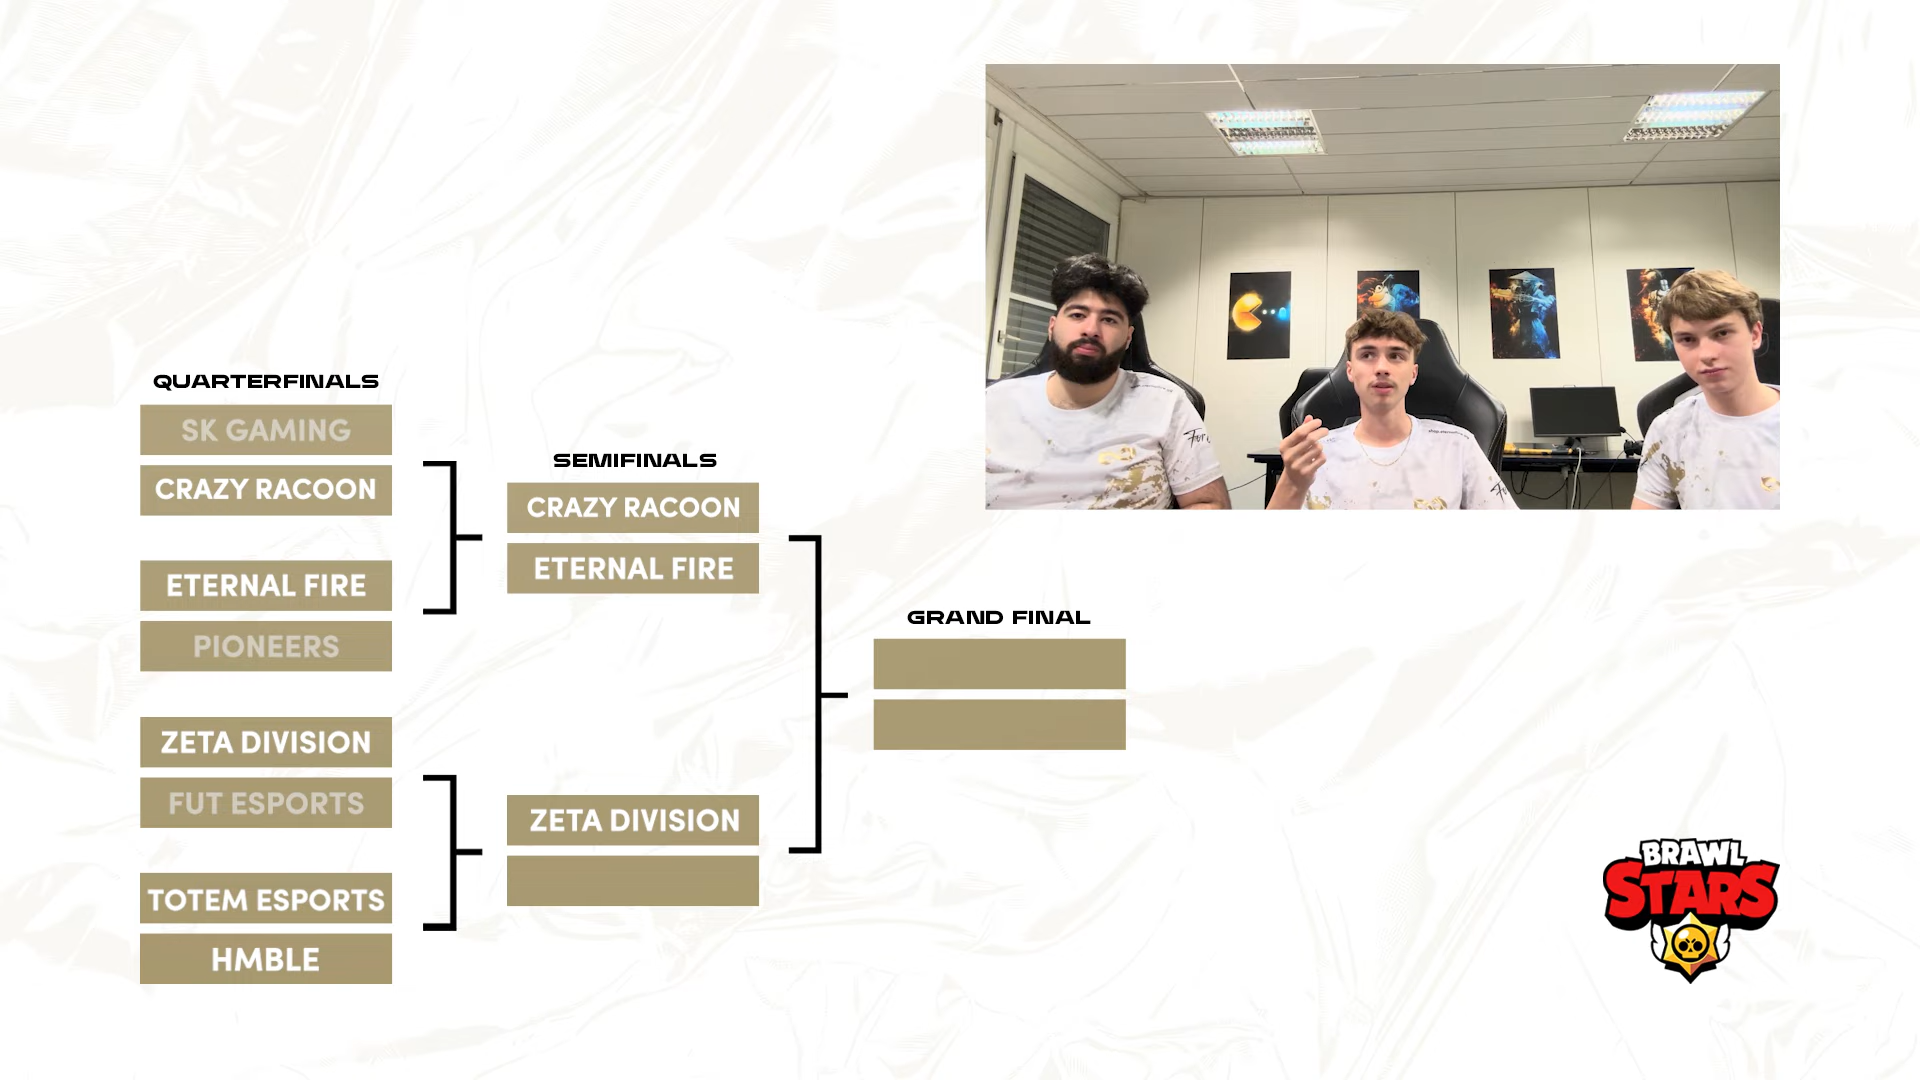 QUARTERFINALS
SK GAMING
CRAZY RACOON
ETERNAL FIRE
PIONEERS
ZETA DIVISION
FUT ESPORTS
TOTEM ESPORTS
HMBLE
SEMIFINALS
CRAZY RACOON
ETERNAL FIRE
ZETA DIVISION
GRAND FINAL
BRAWL
STARS